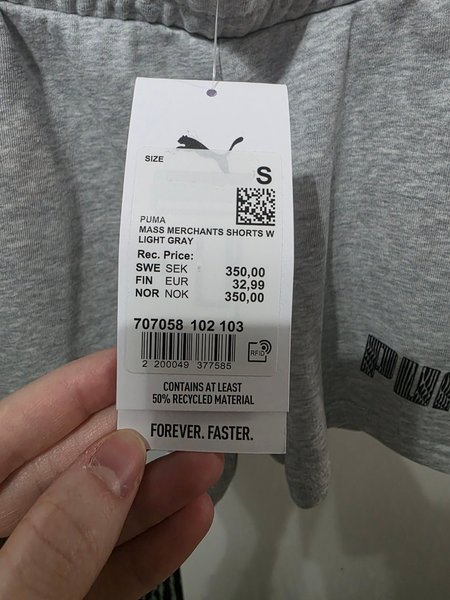 SIZE
S
PUMA
MASS MERCHANTS SHORTS W
LIGHT GRAY
Rec. Price:
SWE SEK 350,00
FIN EUR 32,99
NOR NOK 350,00
707058 102 103
RFID
2 200049 377585
CONTAINS AT LEAST
50% RECYCLED MATERIAL
FOREVER. FASTER.